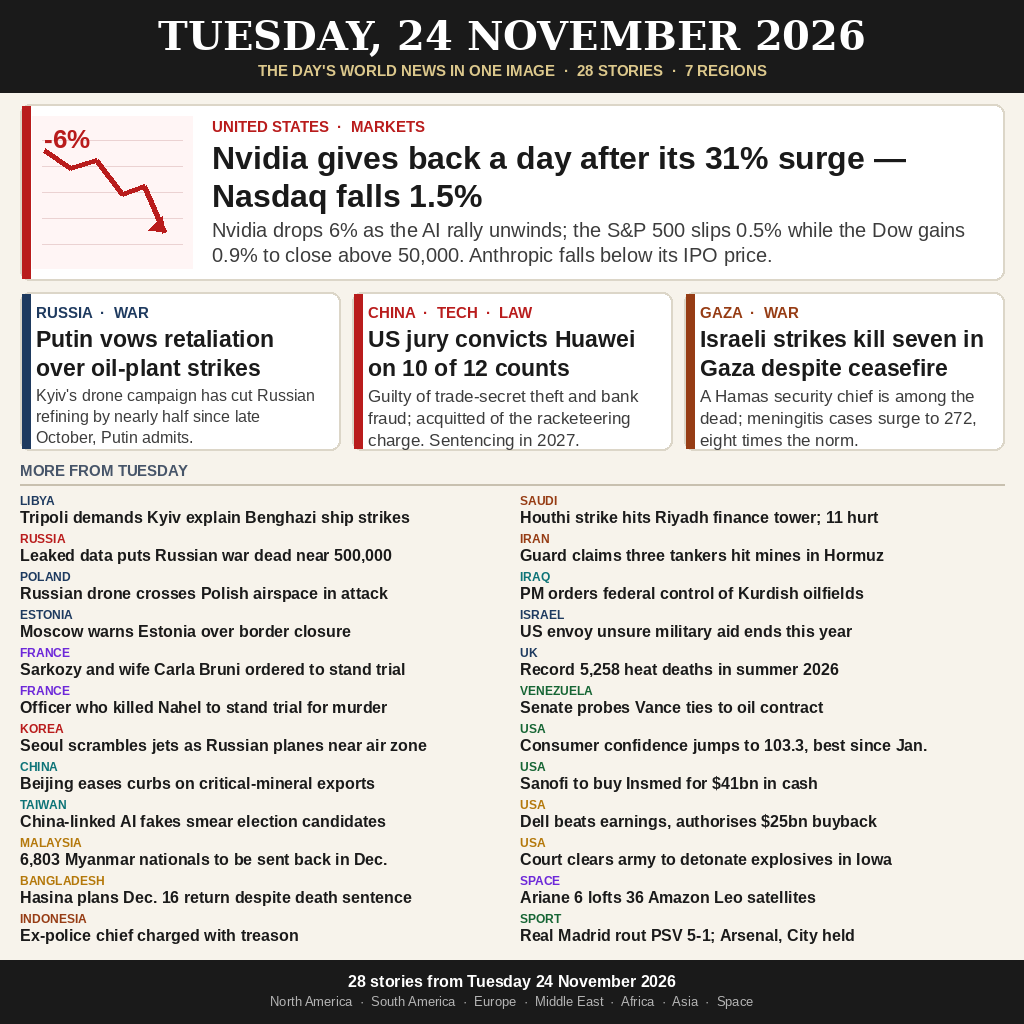 TUESDAY, 24 NOVEMBER 2026
THE DAY'S WORLD NEWS IN ONE IMAGE · 28 STORIES · 7 REGIONS
-6%
UNITED STATES · MARKETS
Nvidia gives back a day after its 31% surge —
Nasdaq falls 1.5%
Nvidia drops 6% as the AI rally unwinds; the S&P 500 slips 0.5% while the Dow gains
0.9% to close above 50,000. Anthropic falls below its IPO price.
RUSSIA · WAR
Putin vows retaliation
over oil-plant strikes
Kyiv's drone campaign has cut Russian
refining by nearly half since late
October, Putin admits.
CHINA · TECH · LAW
US jury convicts Huawei
on 10 of 12 counts
Guilty of trade-secret theft and bank
fraud; acquitted of the racketeering
charge. Sentencing in 2027.
GAZA · WAR
Israeli strikes kill seven in
Gaza despite ceasefire
A Hamas security chief is among the
dead; meningitis cases surge to 272,
eight times the norm.
MORE FROM TUESDAY
LIBYA
Tripoli demands Kyiv explain Benghazi ship strikes
RUSSIA
Leaked data puts Russian war dead near 500,000
POLAND
Russian drone crosses Polish airspace in attack
ESTONIA
Moscow warns Estonia over border closure
FRANCE
Sarkozy and wife Carla Bruni ordered to stand trial
FRANCE
Officer who killed Nahel to stand trial for murder
KOREA
Seoul scrambles jets as Russian planes near air zone
CHINA
Beijing eases curbs on critical-mineral exports
TAIWAN
China-linked AI fakes smear election candidates
MALAYSIA
6,803 Myanmar nationals to be sent back in Dec.
BANGLADESH
Hasina plans Dec. 16 return despite death sentence
INDONESIA
Ex-police chief charged with treason
SAUDI
Houthi strike hits Riyadh finance tower; 11 hurt
IRAN
Guard claims three tankers hit mines in Hormuz
IRAQ
PM orders federal control of Kurdish oilfields
ISRAEL
US envoy unsure military aid ends this year
UK
Record 5,258 heat deaths in summer 2026
VENEZUELA
Senate probes Vance ties to oil contract
USA
Consumer confidence jumps to 103.3, best since Jan.
USA
Sanofi to buy Insmed for $41bn in cash
USA
Dell beats earnings, authorises $25bn buyback
USA
Court clears army to detonate explosives in Iowa
SPACE
Ariane 6 lofts 36 Amazon Leo satellites
SPORT
Real Madrid rout PSV 5-1; Arsenal, City held
28 stories from Tuesday 24 November 2026
North America · South America · Europe · Middle East · Africa · Asia · Space